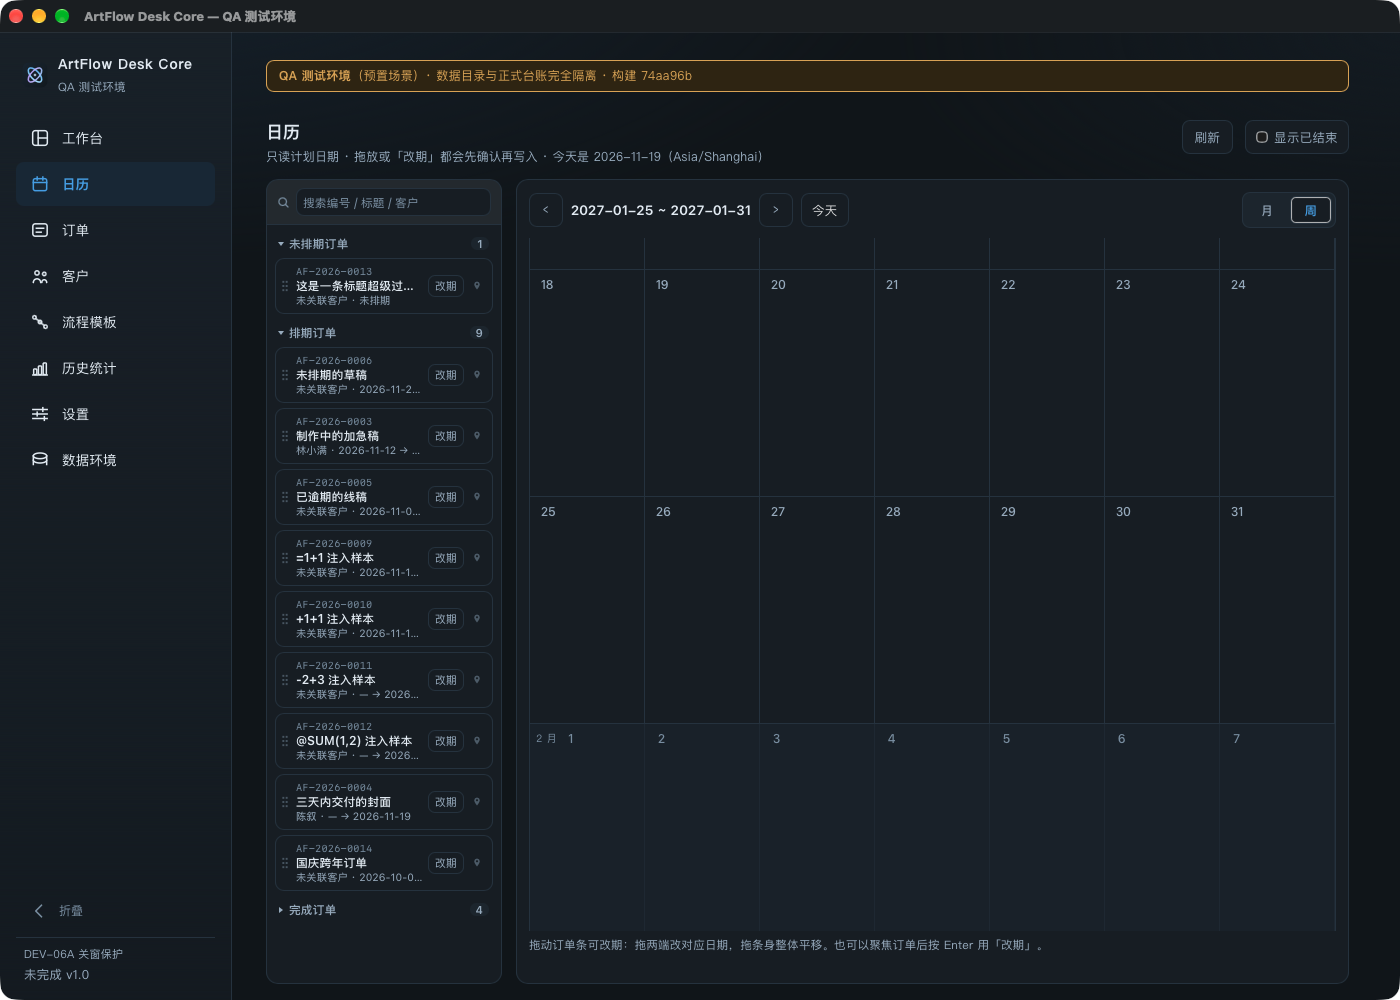 ArtFlow Desk Core — QA 测试环境
ArtFlow Desk Core
QA 测试环境
工作台
日历
订单
客户
流程模板
历史统计
设置
数据环境
折叠
DEV-06A 关窗保护
未完成 v1.0
QA 测试环境（预置场景）· 数据目录与正式台账完全隔离 · 构建 74aa96b
日历
只读计划日期 · 拖放或「改期」都会先确认再写入 · 今天是 2026-11-19（Asia/Shanghai）
刷新
显示已结束
搜索编号 / 标题 / 客户
未排期订单 1
AF-2026-0013
这是一条标题超级过... 改期
未关联客户 · 未排期
排期订单 9
AF-2026-0006
未排期的草稿 改期
未关联客户 · 2026-11-2...
AF-2026-0003
制作中的加急稿 改期
林小满 · 2026-11-12 → ...
AF-2026-0005
已逾期的线稿 改期
未关联客户 · 2026-11-0...
AF-2026-0009
=1+1 注入样本 改期
未关联客户 · 2026-11-1...
AF-2026-0010
+1+1 注入样本 改期
未关联客户 · 2026-11-1...
AF-2026-0011
-2+3 注入样本 改期
未关联客户 · — → 2026...
AF-2026-0012
@SUM(1,2) 注入样本 改期
未关联客户 · — → 2026...
AF-2026-0004
三天内交付的封面 改期
陈叙 · — → 2026-11-19
AF-2026-0014
国庆跨年订单 改期
未关联客户 · 2026-10-0...
完成订单 4
< 2027-01-25 ~ 2027-01-31 > 今天 月 周
18 19 20 21 22 23 24
25 26 27 28 29 30 31
2 月 1 2 3 4 5 6 7
拖动订单条可改期：拖两端改对应日期，拖条身整体平移。也可以聚焦订单后按 Enter 用「改期」。